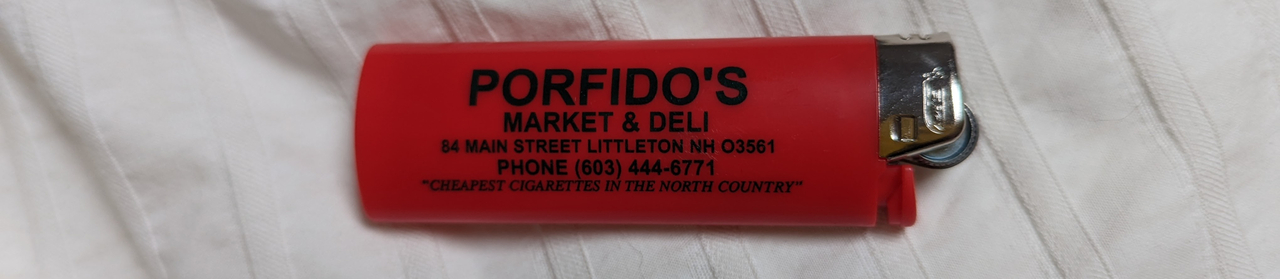 PORFIDO'S
MARKET & DELI
84 MAIN STREET LITTLETON NH O3561
PHONE (603) 444-6771
"CHEAPEST CIGARETTES IN THE NORTH COUNTRY"